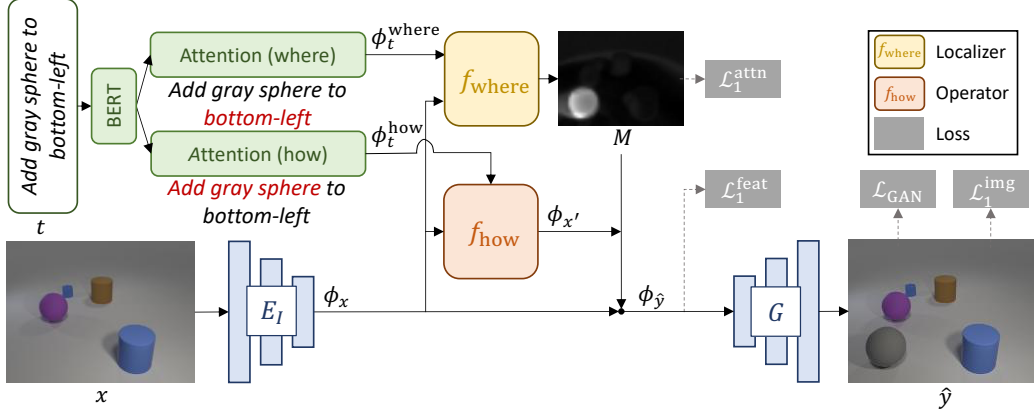 Add gray sphere to
bottom-left
t
BERT
Attention (where)
Add gray sphere to
bottom-left
Attention (how)
Add gray sphere to
bottom-left
ϕ_t^where
ϕ_t^how
f_where
f_how
M
ℒ_1^attn
f_where Localizer
f_how Operator
Loss
ℒ_1^feat
ℒ_GAN
ℒ_1^img
ϕ_x′
x
E_I
ϕ_x
ϕ_ŷ
G
ŷ